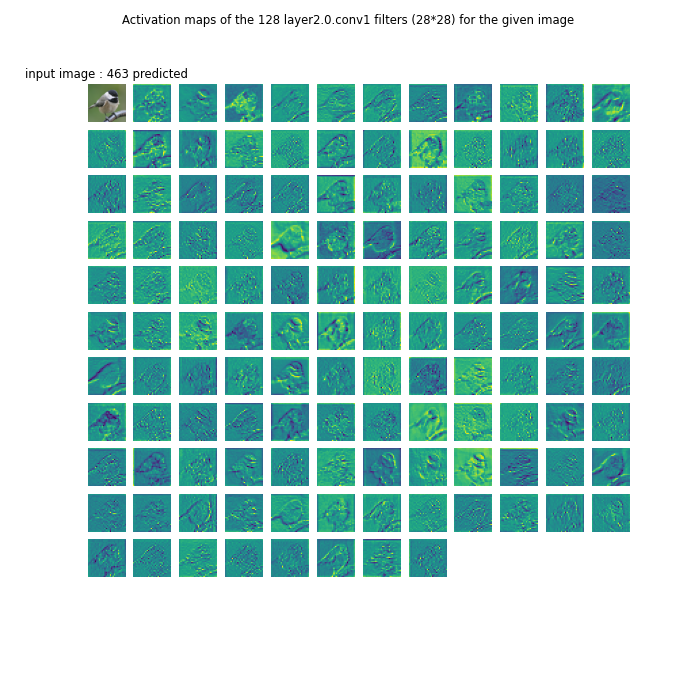 Activation maps of the 128 layer2.0.conv1 filters (28*28) for the given image
input image : 463 predicted